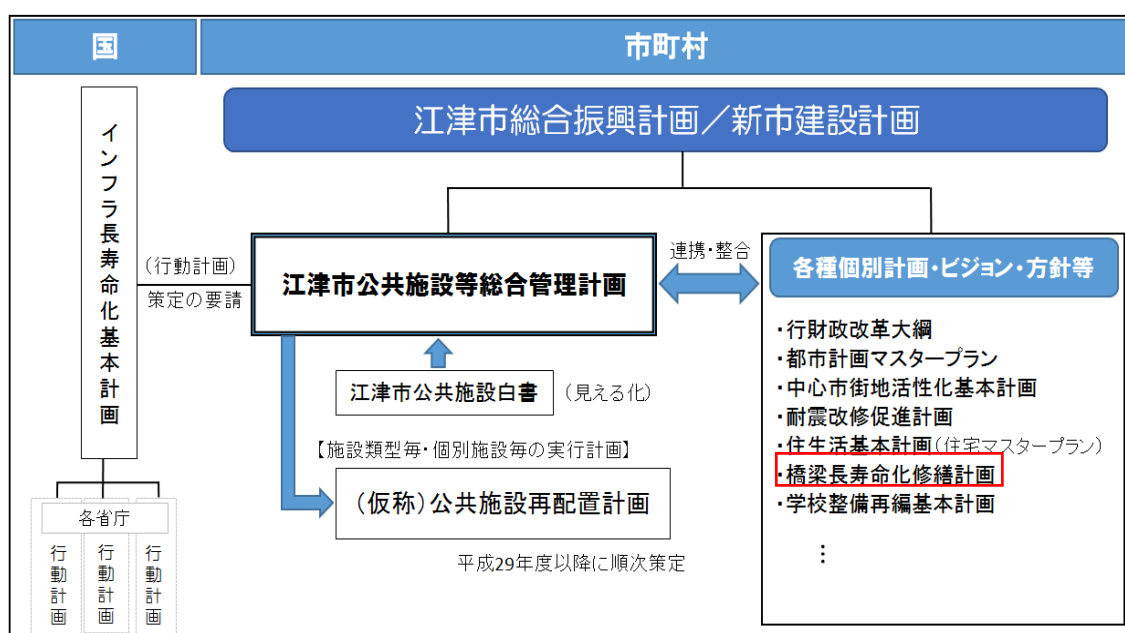 国
市町村
江津市総合振興計画／新市建設計画
インフラ長寿命化基本計画
(行動計画)
策定の要請
江津市公共施設等総合管理計画
連携・整合
各種個別計画・ビジョン・方針等
・行財政改革大綱
・都市計画マスタープラン
・中心市街地活性化基本計画
・耐震改修促進計画
・住生活基本計画(住宅マスタープラン)
・橋梁長寿命化修繕計画
・学校整備再編基本計画
⋮
江津市公共施設白書
(見える化)
【施設類型毎・個別施設毎の実行計画】
(仮称)公共施設再配置計画
平成29年度以降に順次策定
各省庁
行動計画
行動計画
行動計画